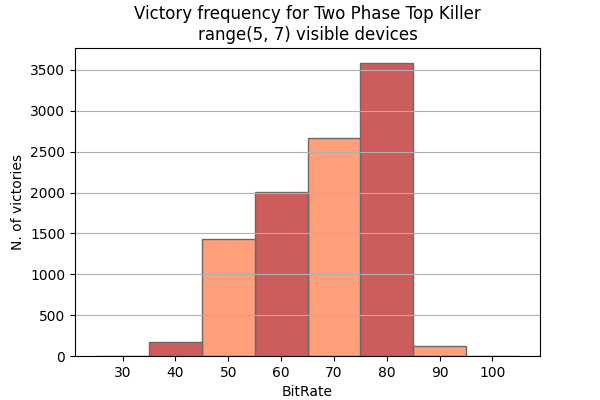 Victory frequency for Two Phase Top Killer
range(5, 7) visible devices
3500
3000
2500
2000
1500
1000
500
0
N. of victories
30 40 50 60 70 80 90 100
BitRate